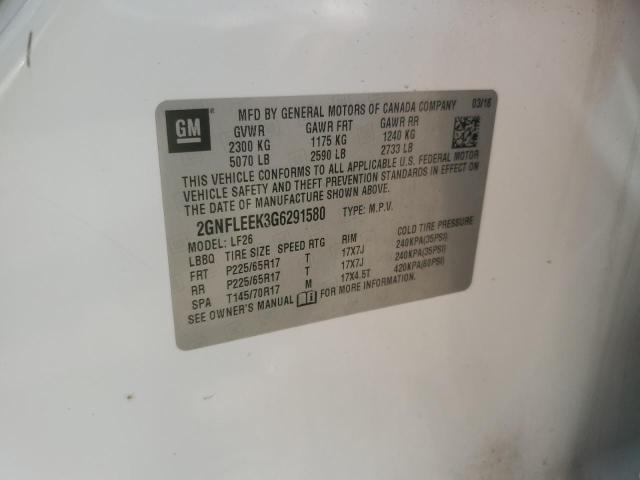 GM
MFD BY GENERAL MOTORS OF CANADA COMPANY 03/16
GVWR GAWR FRT GAWR RR
2300 KG 1175 KG 1240 KG
5070 LB 2590 LB 2733 LB
THIS VEHICLE CONFORMS TO ALL APPLICABLE U.S. FEDERAL MOTOR
VEHICLE SAFETY AND THEFT PREVENTION STANDARDS IN EFFECT ON
THE DATE OF MANUFACTURE SHOWN ABOVE.
2GNFLEEK3G6291580 TYPE: M.P.V.
MODEL: LF26
LBBQ TIRE SIZE SPEED RTG RIM COLD TIRE PRESSURE
FRT P225/65R17 T 17X7J 240KPA(35PSI)
RR P225/65R17 T 17X7J 240KPA(35PSI)
SPA T145/70R17 M 17X4.5T 420KPA(60PSI)
SEE OWNER'S MANUAL FOR MORE INFORMATION.